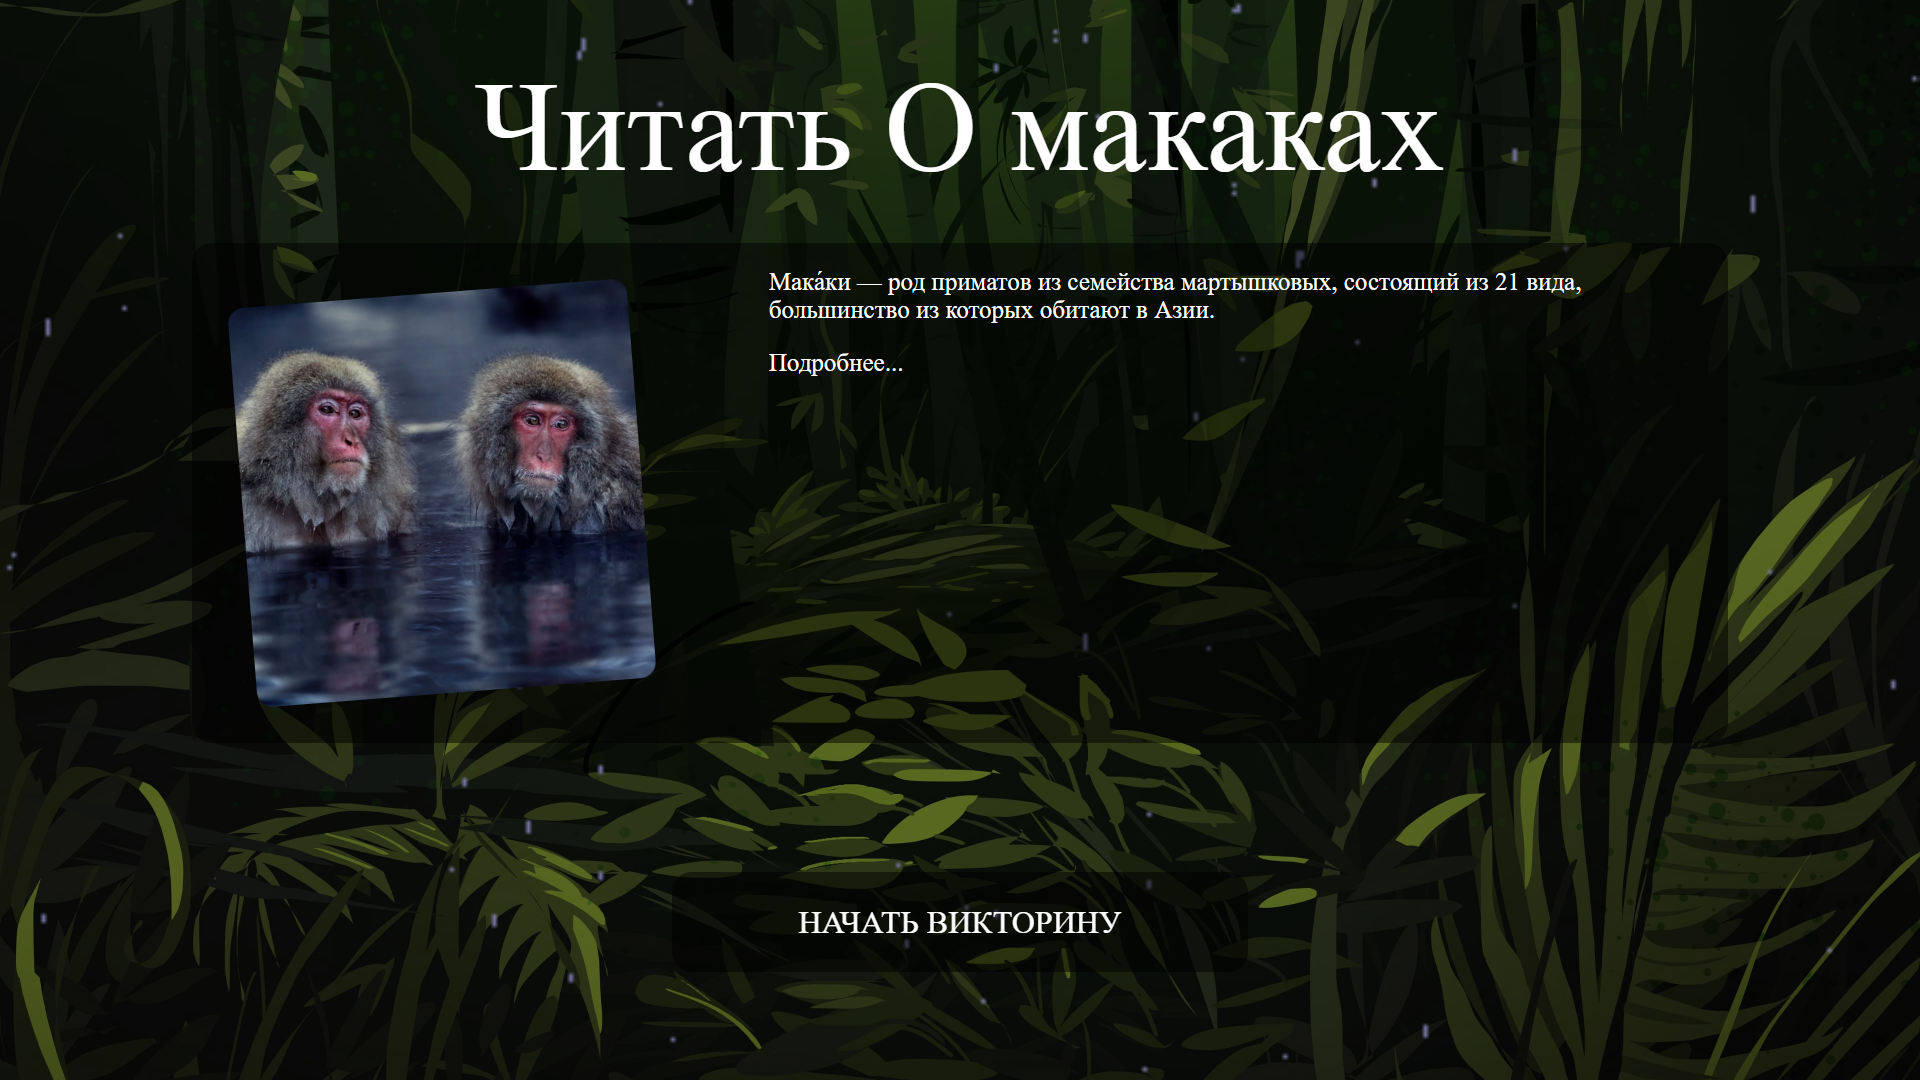 Читать О макаках
Мака́ки — род приматов из семейства мартышковых, состоящий из 21 вида,
большинство из которых обитают в Азии.
Подробнее...
НАЧАТЬ ВИКТОРИНУ